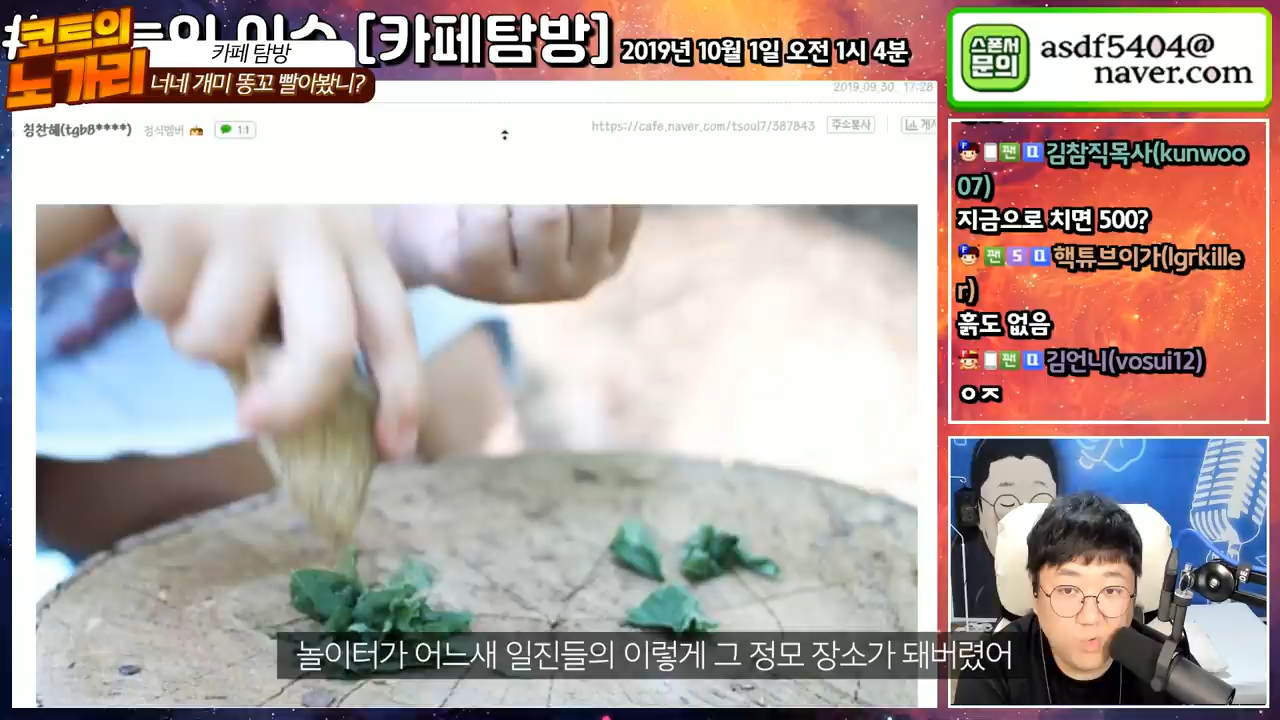 코트의
노가리
카페 탐방
너네 개미 똥꼬 빨아봤니?
[카페탐방] 2019년 10월 1일 오전 1시 4분
스폰서
문의
asdf5404@
naver.com
2019.09.30. 17:28
칭찬혜(tgb8****) 정식멤버 1:1
https://cafe.naver.com/tsoul7/387843 주소복사
팬 김참직목사(kunwoo
07)
지금으로 치면 500?
팬 S 핵튜브이가(lgrkille
r)
흙도 없음
팬 김언니(vosui12)
ㅇㅈ
놀이터가 어느새 일진들의 이렇게 그 정모 장소가 돼버렸어